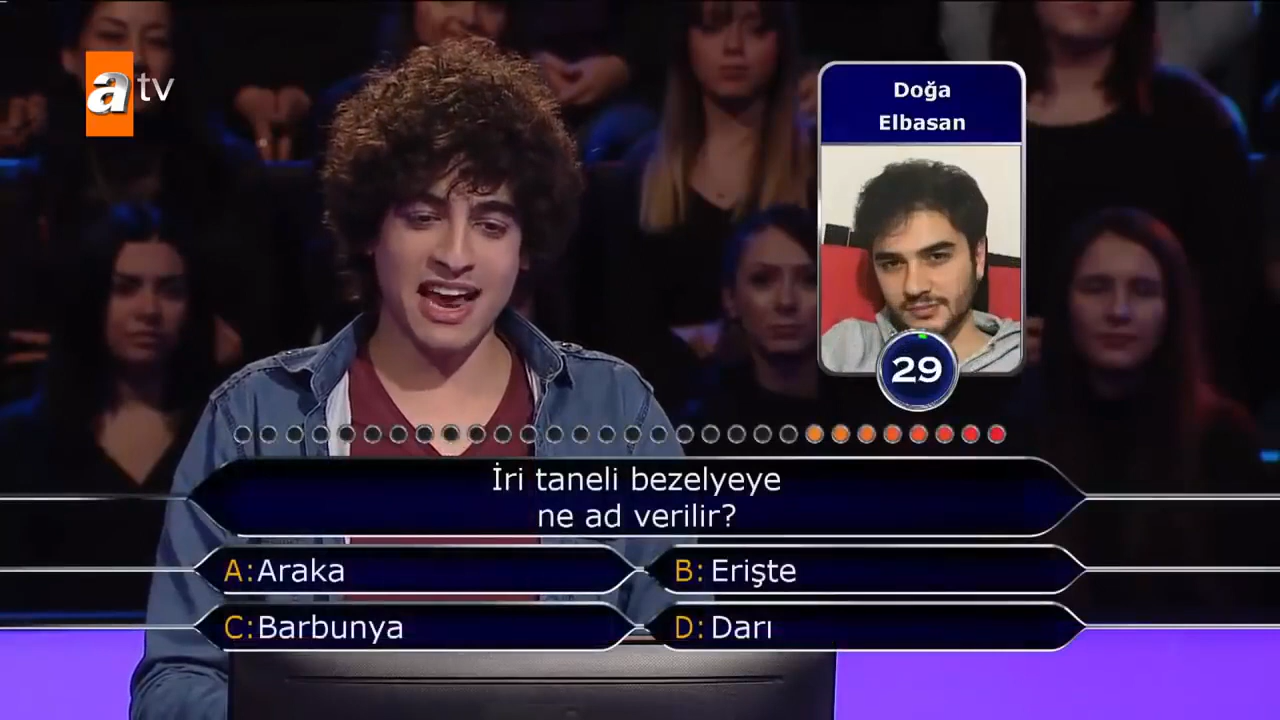 atv
Doğa
Elbasan
29
İri taneli bezelyeye
ne ad verilir?
A: Araka
B: Erişte
C: Barbunya
D: Darı